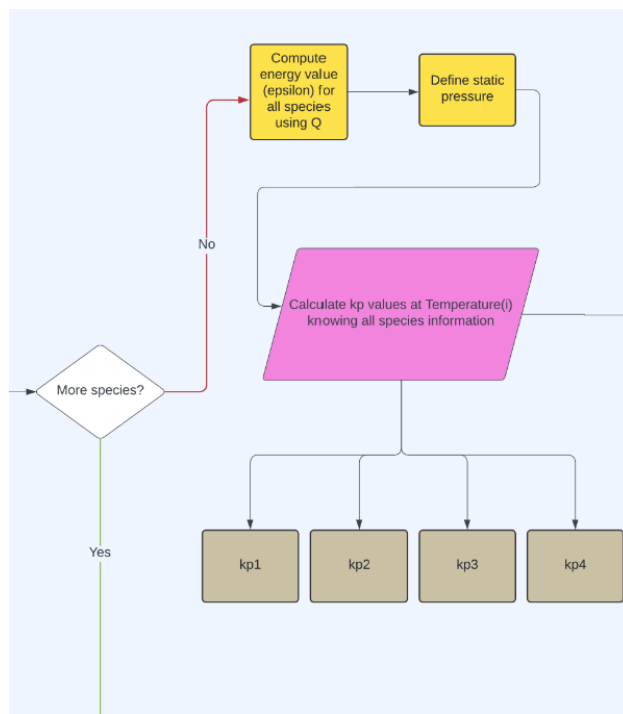 Compute
energy value
(epsilon) for
all species
using Q
Define static
pressure
No
Calculate kp values at Temperature(i)
knowing all species information
More species?
Yes
kp1
kp2
kp3
kp4